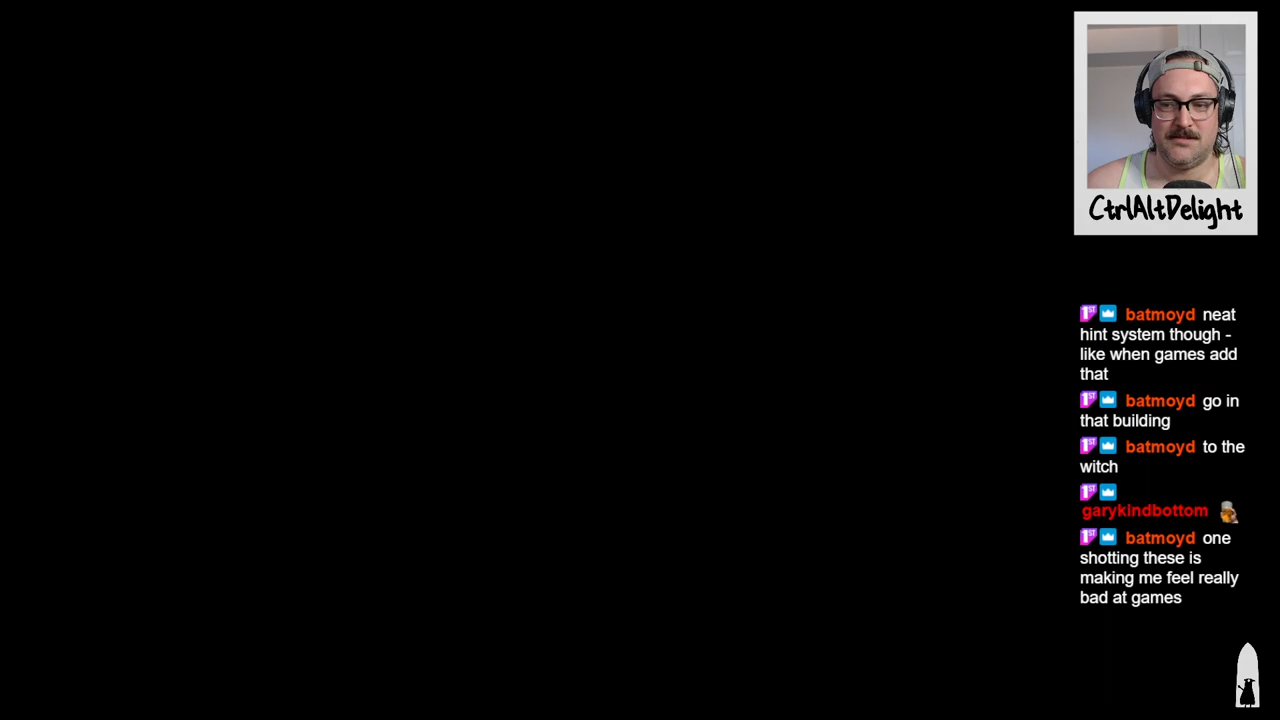 CtrlAltDelight
batmoyd neat
hint system though -
like when games add
that
batmoyd go in
that building
batmoyd to the
witch
garykindbottom
batmoyd one
shotting these is
making me feel really
bad at games